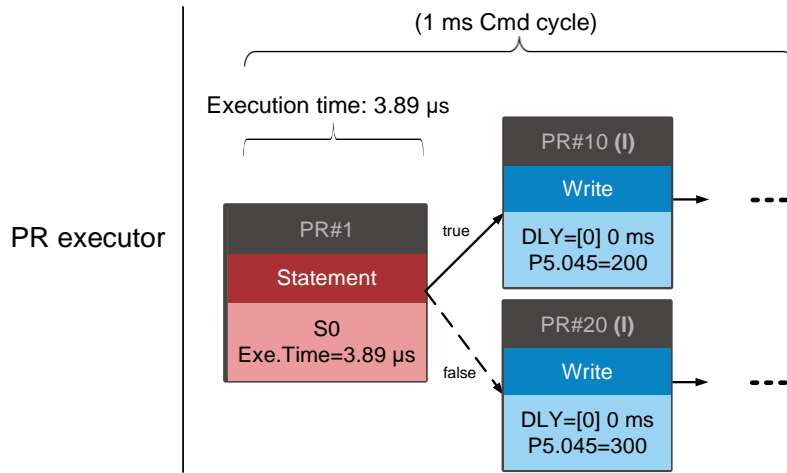 (1 ms Cmd cycle)
Execution time: 3.89 µs
PR executor
PR#1
Statement
S0
Exe.Time=3.89 µs
true
false
PR#10 (I)
Write
DLY=[0] 0 ms
P5.045=200
PR#20 (I)
Write
DLY=[0] 0 ms
P5.045=300